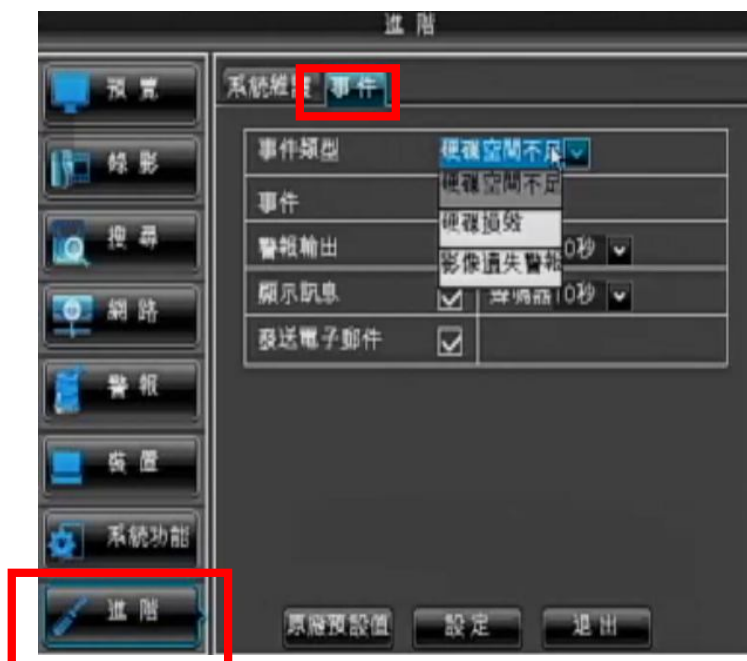 進 階
預 覽
錄 影
搜 尋
網 路
警 報
裝 置
系統功能
進 階
系統維護 事件
事件類型 硬碟空間不足
硬碟空間不足
硬碟損毀
影像遺失警報
事件
警報輸出 10秒
顯示訊息 蜂鳴器 10秒
發送電子郵件
原廠預設值 設定 退出